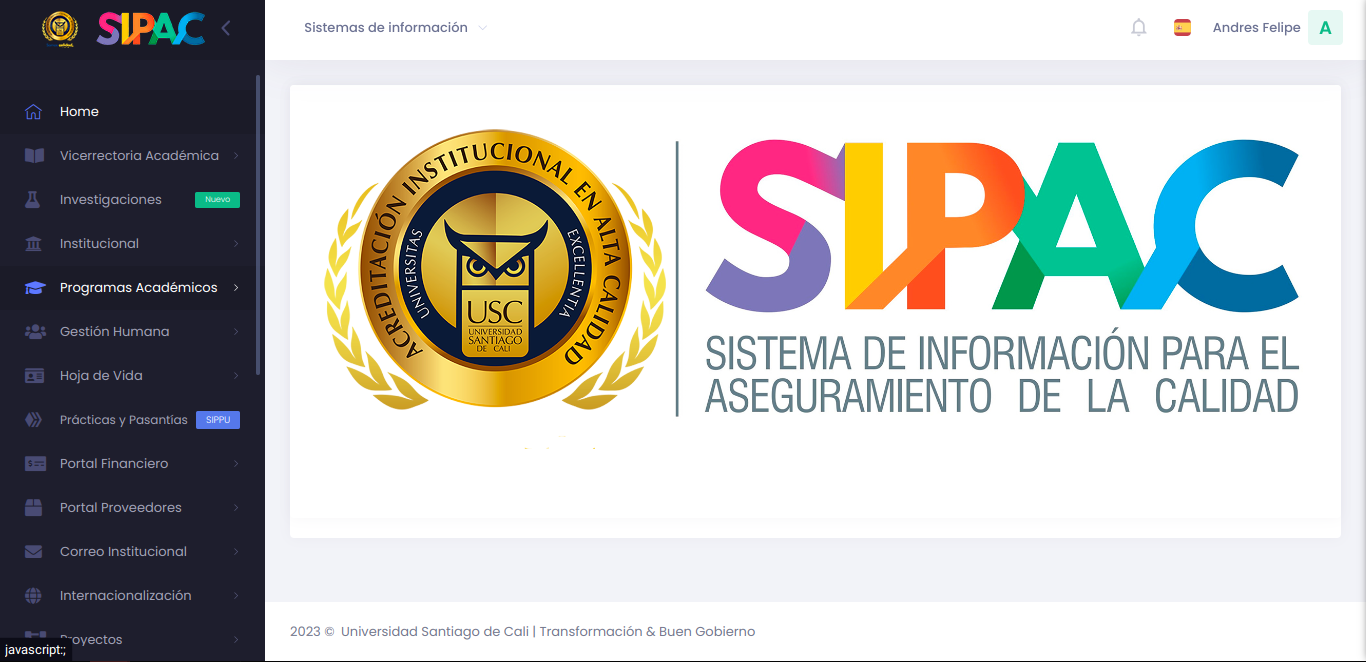 SIPAC
Sistemas de información
Andres Felipe A
Home
Vicerrectoria Académica
Investigaciones Nuevo
Institucional
Programas Académicos
Gestión Humana
Hoja de Vida
Prácticas y Pasantías SIPPU
Portal Financiero
Portal Proveedores
Correo Institucional
Internacionalización
Proyectos
javascript:;
ACREDITACIÓN INSTITUCIONAL EN ALTA CALIDAD
UNIVERSITAS
EXCELLENTIA
USC
UNIVERSIDAD
SANTIAGO
DE CALI
SIPAC
SISTEMA DE INFORMACIÓN PARA EL
ASEGURAMIENTO DE LA CALIDAD
2023 © Universidad Santiago de Cali | Transformación & Buen Gobierno